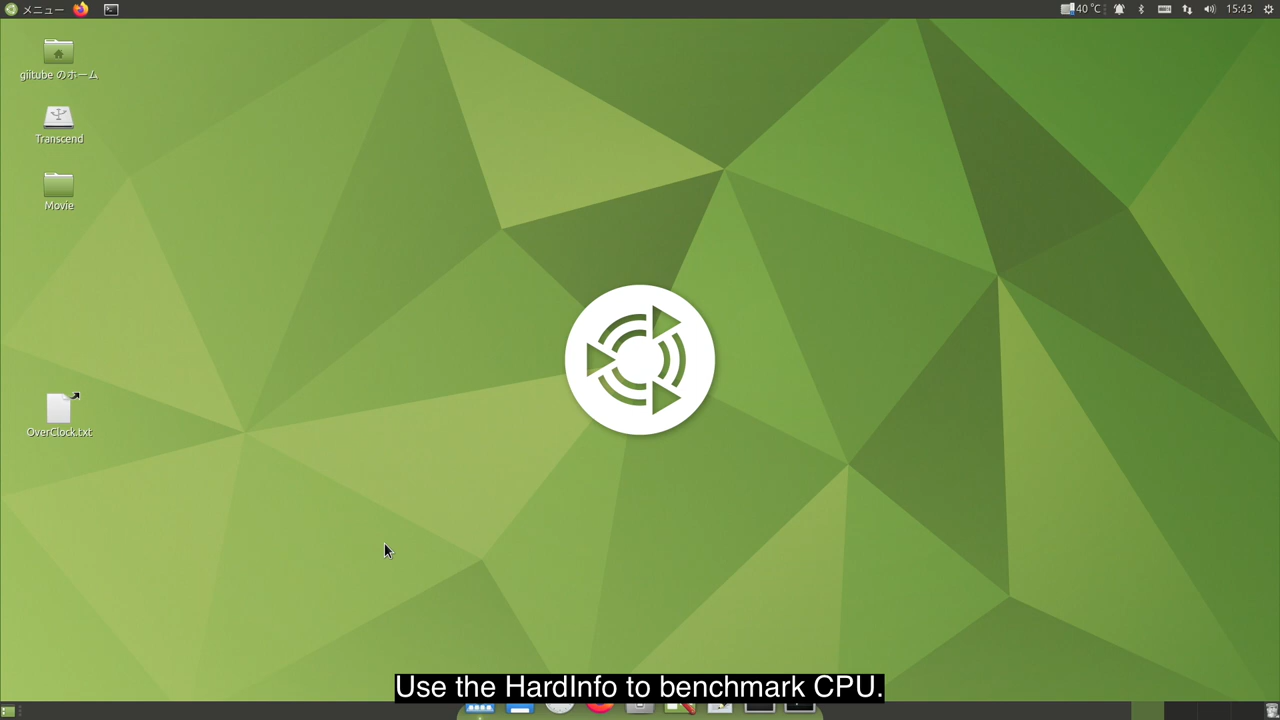 メニュー
40 ℃
15:43
giitube のホーム
Transcend
Movie
OverClock.txt
Use the HardInfo to benchmark CPU.